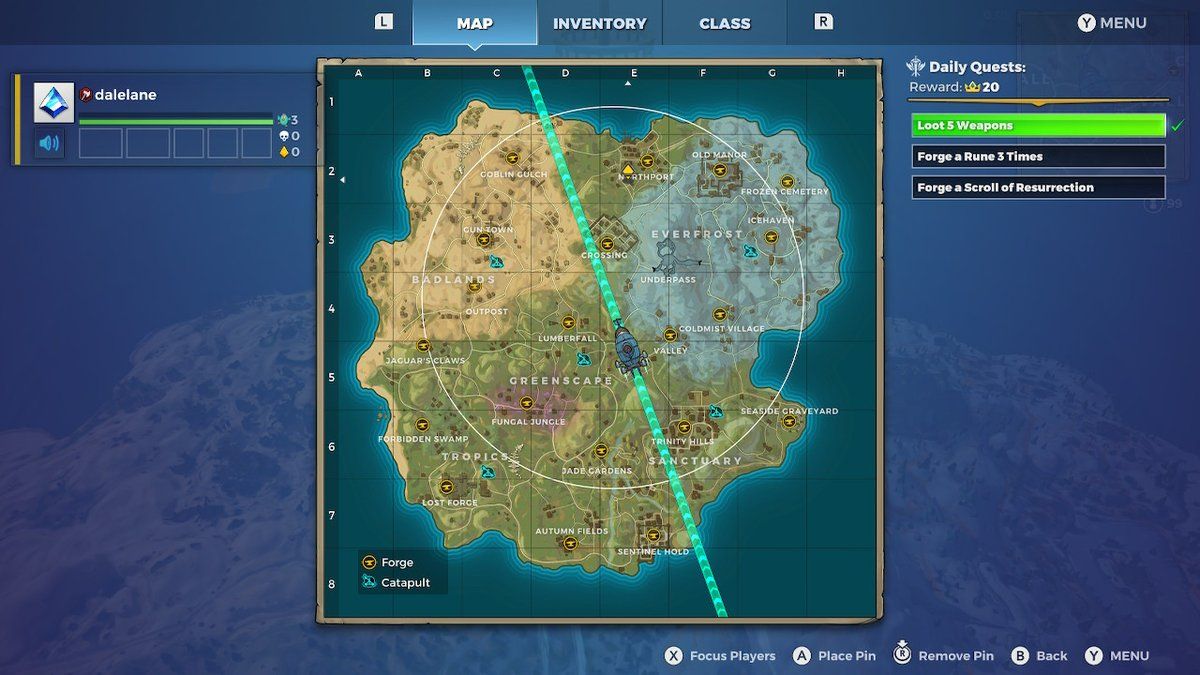 L MAP INVENTORY CLASS R
Y MENU
dalelane
3
0
0
A B C D E F G H
1
2
3
4
5
6
7
8
GOBLIN GULCH
NORTHPORT
OLD MANOR
FROZEN CEMETERY
GUN TOWN
ICEHAVEN
EVERFROST
CROSSING
BADLANDS
UNDERPASS
OUTPOST
COLDMIST VILLAGE
LUMBERFALL
VALLEY
JAGUAR'S CLAWS
GREENSCAPE
FUNGAL JUNGLE
SEASIDE GRAVEYARD
FORBIDDEN SWAMP
TRINITY HILLS
TROPICS
SANCTUARY
JADE GARDENS
LOST FORGE
AUTUMN FIELDS
SENTINEL HOLD
Forge
Catapult
Daily Quests:
Reward: 20
Loot 5 Weapons
Forge a Rune 3 Times
Forge a Scroll of Resurrection
99
X Focus Players A Place Pin R Remove Pin B Back Y MENU